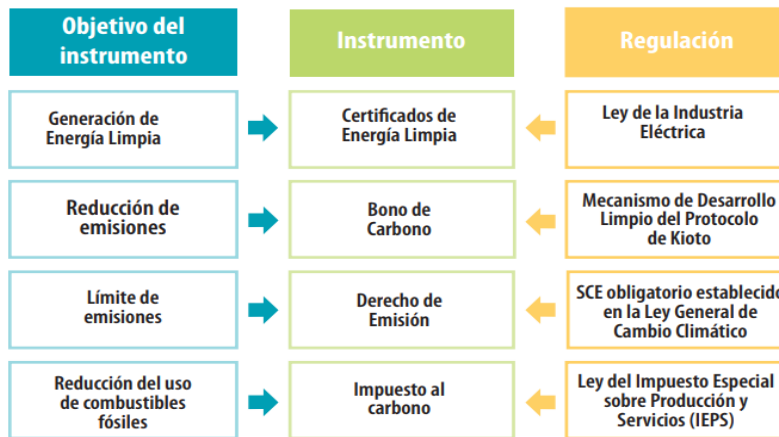 Objetivo del
instrumento
Instrumento
Regulación
Generación de
Energía Limpia
Certificados de
Energía Limpia
Ley de la Industria
Eléctrica
Reducción de
emisiones
Bono de
Carbono
Mecanismo de Desarrollo
Limpio del Protocolo
de Kioto
Límite de
emisiones
Derecho de
Emisión
SCE obligatorio establecido
en la Ley General de
Cambio Climático
Reducción del uso
de combustibles
fósiles
Impuesto al
carbono
Ley del Impuesto Especial
sobre Producción y
Servicios (IEPS)